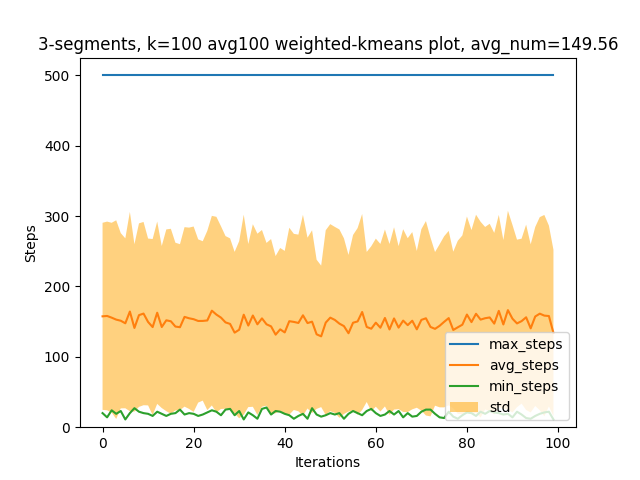 3-segments, k=100 avg100 weighted-kmeans plot, avg_num=149.56
500
400
300
200
100
0
Steps
max_steps
avg_steps
min_steps
std
0 20 40 60 80 100
Iterations